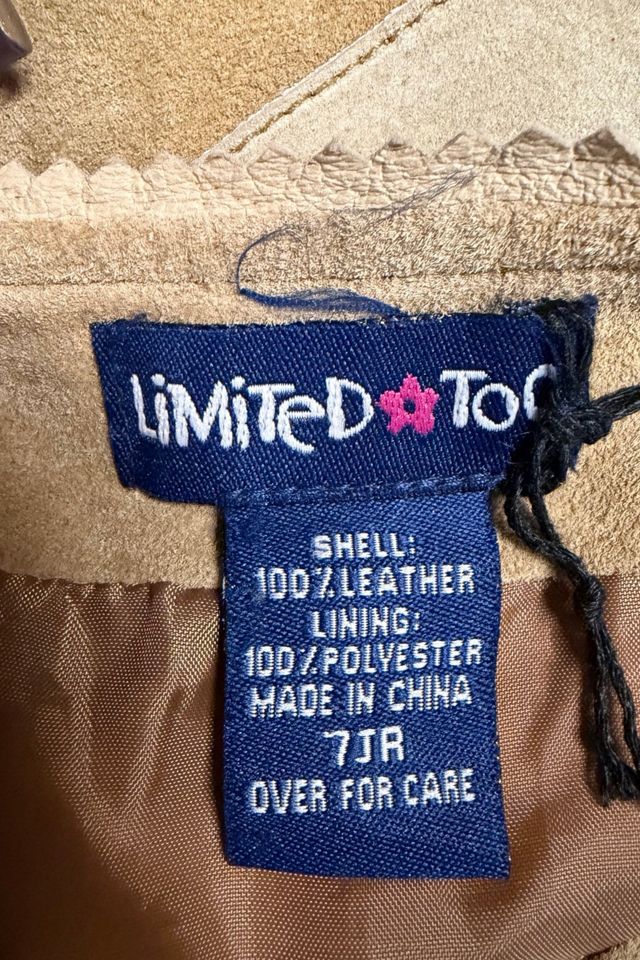 LiMiTeD TOO
SHELL:
100% LEATHER
LINING:
100% POLYESTER
MADE IN CHINA
7JR
OVER FOR CARE